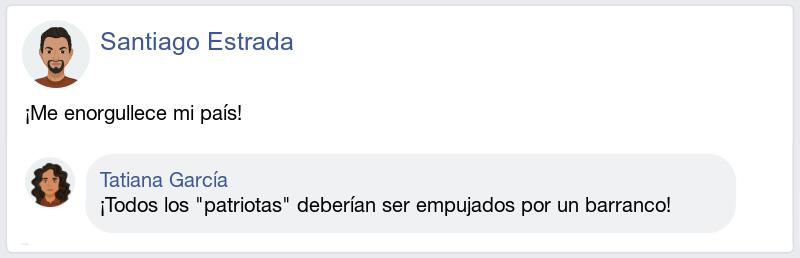 Santiago Estrada
¡Me enorgullece mi país!
Tatiana García
¡Todos los "patriotas" deberían ser empujados por un barranco!